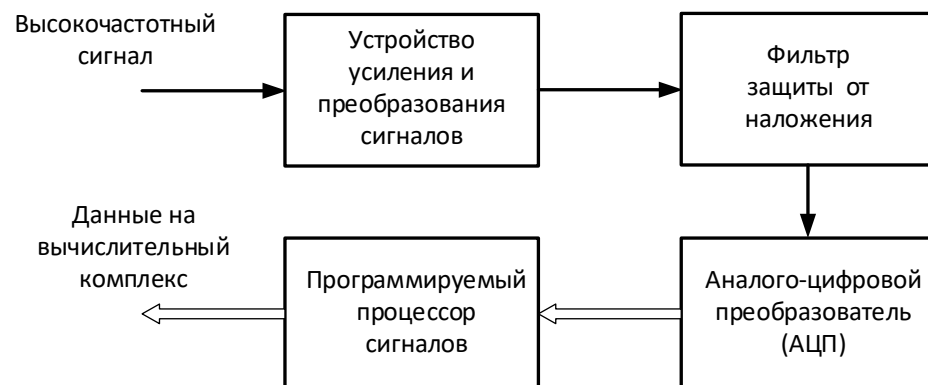 Высокочастотный
сигнал
Устройство
усиления и
преобразования
сигналов
Фильтр
защиты от
наложения
Данные на
вычислительный
комплекс
Программируемый
процессор
сигналов
Аналого-цифровой
преобразователь
(АЦП)